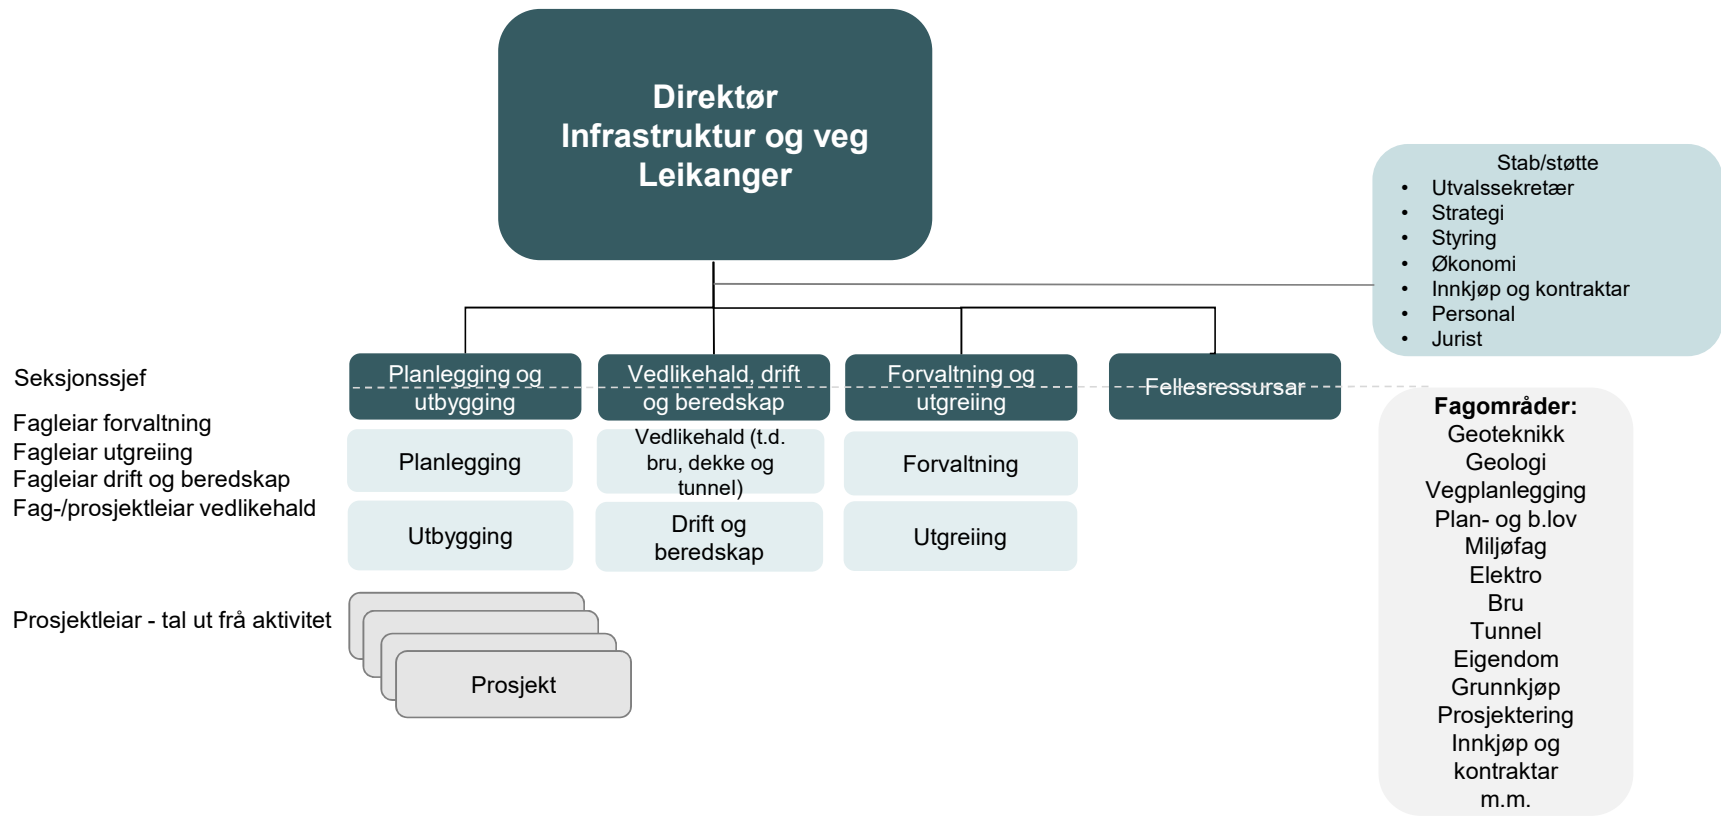 Direktør
Infrastruktur og veg
Leikanger
Stab/støtte
• Utvalssekretær
• Strategi
• Styring
• Økonomi
• Innkjøp og kontraktar
• Personal
• Jurist
Seksjonssjef
Planlegging og
utbygging
Vedlikehald, drift
og beredskap
Forvaltning og
utgreiing
Fellesressursar
Fagleiar forvaltning
Fagleiar utgreiing
Fagleiar drift og beredskap
Fag-/prosjektleiar vedlikehald
Planlegging
Vedlikehald (t.d.
bru, dekke og
tunnel)
Forvaltning
Utbygging
Drift og
beredskap
Utgreiing
Prosjektleiar - tal ut frå aktivitet
Prosjekt
Fagområder:
Geoteknikk
Geologi
Vegplanlegging
Plan- og b.lov
Miljøfag
Elektro
Bru
Tunnel
Eigendom
Grunnkjøp
Prosjektering
Innkjøp og
kontraktar
m.m.